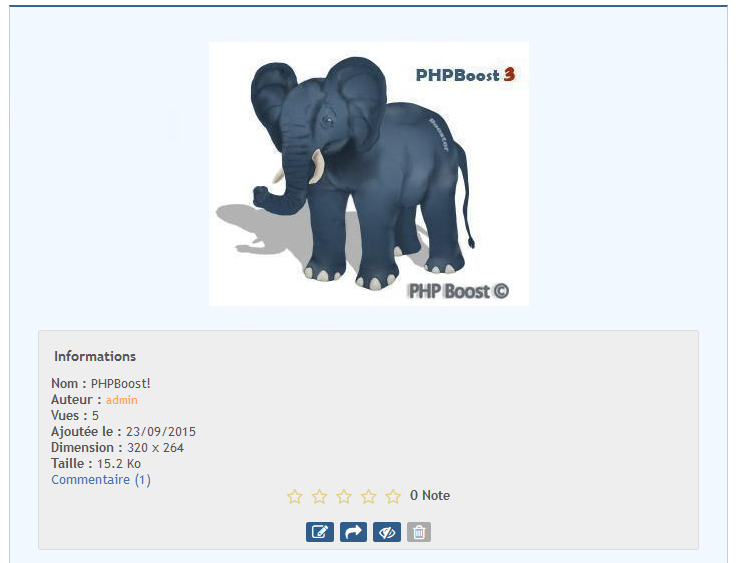 PHPBoost 3
Booster
PHP Boost ©
Informations
Nom : PHPBoost!
Auteur : admin
Vues : 5
Ajoutée le : 23/09/2015
Dimension : 320 x 264
Taille : 15.2 Ko
Commentaire (1)
0 Note